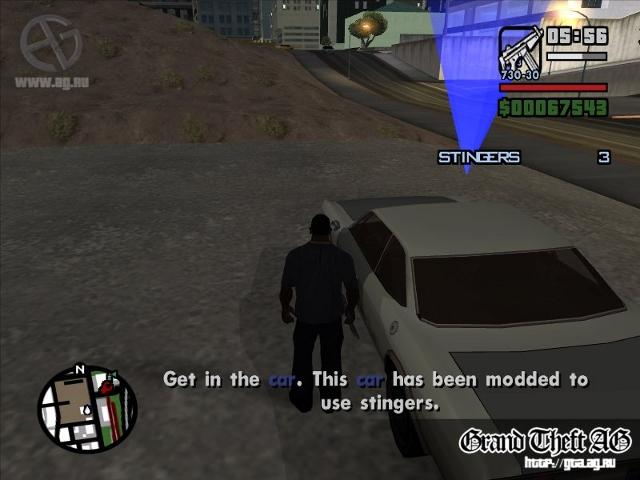 AG
www.ag.ru
05:56
730-30
$00067543
STINGERS 3
N
Get in the car. This car has been modded to
use stingers.
Grand Theft AG
http://gta.ag.ru